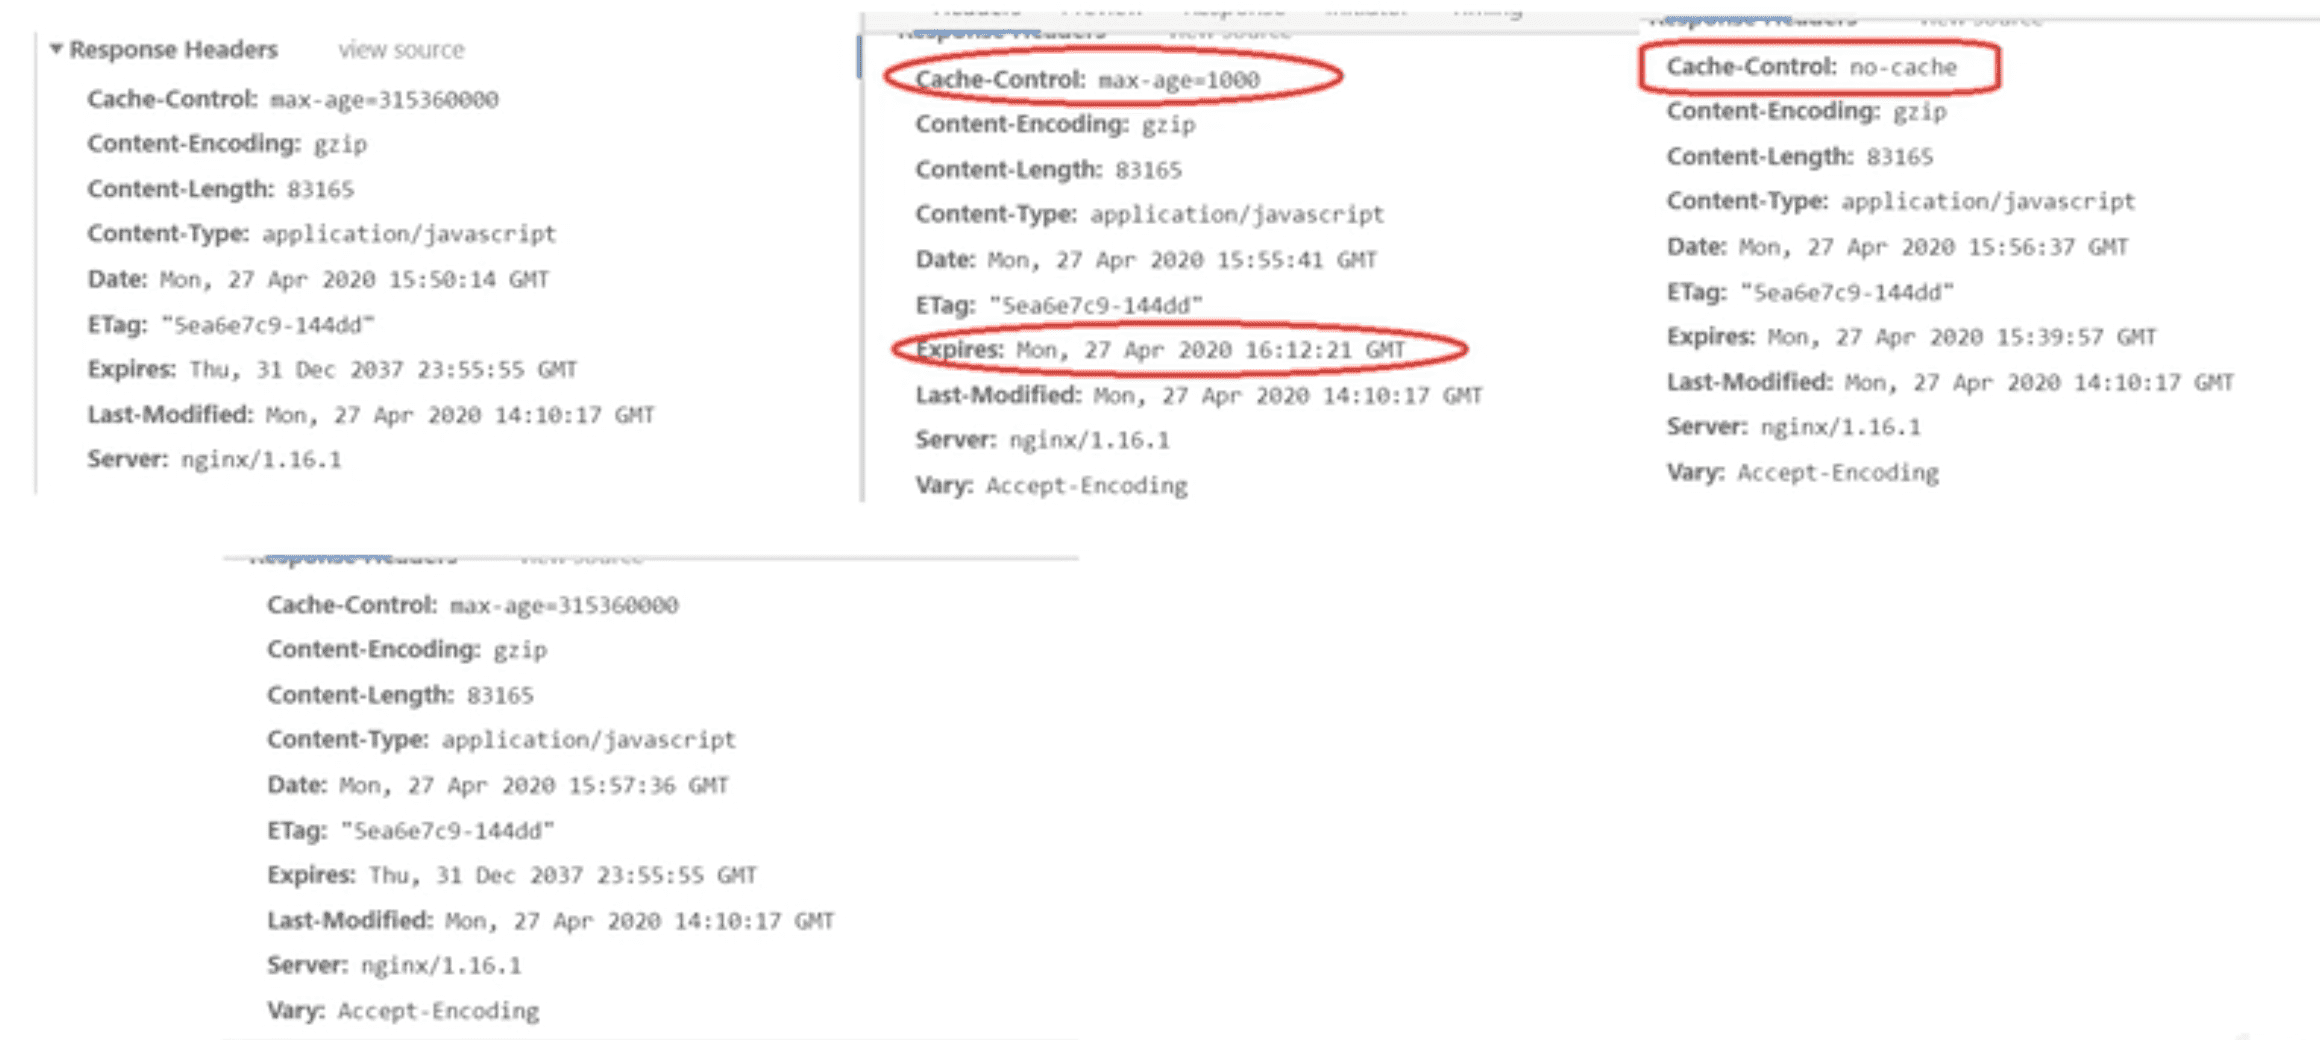 Response Headers view source
Cache-Control: max-age=315360000
Content-Encoding: gzip
Content-Length: 83165
Content-Type: application/javascript
Date: Mon, 27 Apr 2020 15:50:14 GMT
ETag: "5ea6e7c9-144dd"
Expires: Thu, 31 Dec 2037 23:55:55 GMT
Last-Modified: Mon, 27 Apr 2020 14:10:17 GMT
Server: nginx/1.16.1
Headers Preview Response Initiator Timing
Response Headers view source
Cache-Control: max-age=1000
Content-Encoding: gzip
Content-Length: 83165
Content-Type: application/javascript
Date: Mon, 27 Apr 2020 15:55:41 GMT
ETag: "5ea6e7c9-144dd"
Expires: Mon, 27 Apr 2020 16:12:21 GMT
Last-Modified: Mon, 27 Apr 2020 14:10:17 GMT
Server: nginx/1.16.1
Vary: Accept-Encoding
Response Headers view source
Cache-Control: no-cache
Content-Encoding: gzip
Content-Length: 83165
Content-Type: application/javascript
Date: Mon, 27 Apr 2020 15:56:37 GMT
ETag: "5ea6e7c9-144dd"
Expires: Mon, 27 Apr 2020 15:39:57 GMT
Last-Modified: Mon, 27 Apr 2020 14:10:17 GMT
Server: nginx/1.16.1
Vary: Accept-Encoding
Response Headers view source
Cache-Control: max-age=315360000
Content-Encoding: gzip
Content-Length: 83165
Content-Type: application/javascript
Date: Mon, 27 Apr 2020 15:57:36 GMT
ETag: "5ea6e7c9-144dd"
Expires: Thu, 31 Dec 2037 23:55:55 GMT
Last-Modified: Mon, 27 Apr 2020 14:10:17 GMT
Server: nginx/1.16.1
Vary: Accept-Encoding